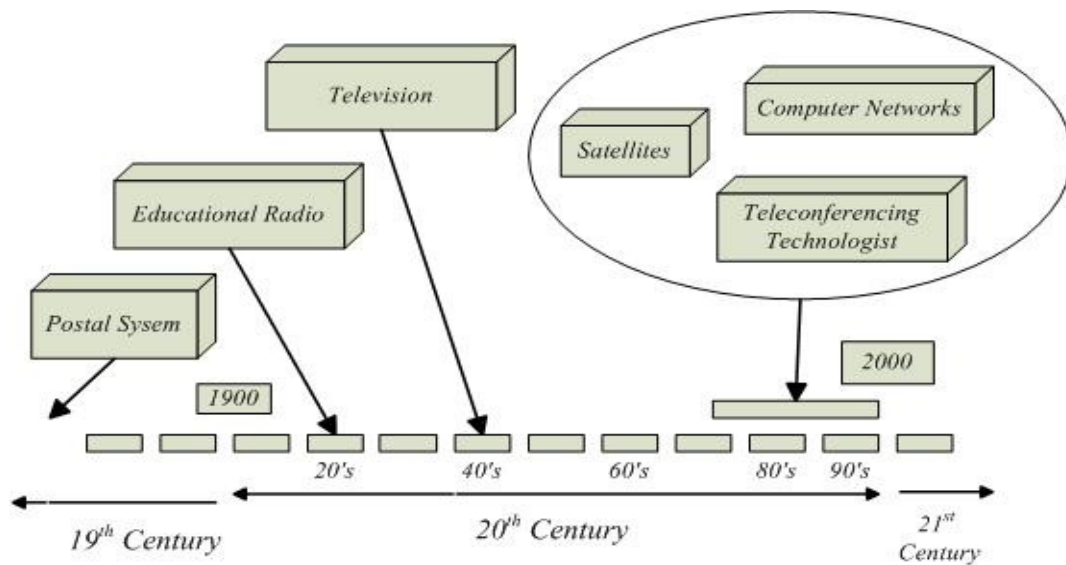 Television
Computer Networks
Satellites
Educational Radio
Teleconferencing
Technologist
Postal Sysem
1900
2000
20's
40's
60's
80's
90's
19th Century
20th Century
21st
Century